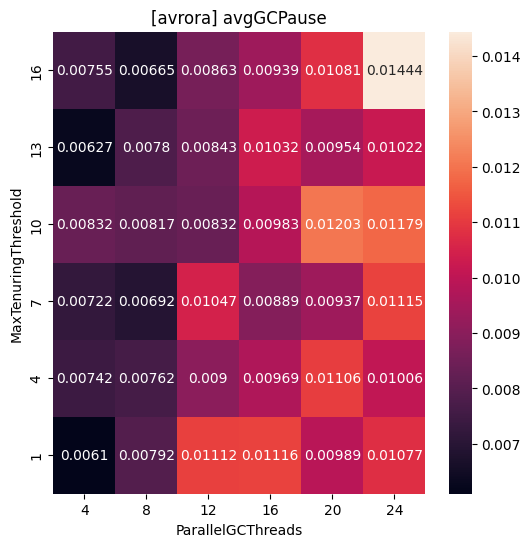 [avrora] avgGCPause
MaxTenuringThreshold
16 0.00755 0.00665 0.00863 0.00939 0.01081 0.01444
13 0.00627 0.0078 0.00843 0.01032 0.00954 0.01022
10 0.00832 0.00817 0.00832 0.00983 0.01203 0.01179
7 0.00722 0.00692 0.01047 0.00889 0.00937 0.01115
4 0.00742 0.00762 0.009 0.00969 0.01106 0.01006
1 0.0061 0.00792 0.01112 0.01116 0.00989 0.01077
4 8 12 16 20 24
ParallelGCThreads
0.014
0.013
0.012
0.011
0.010
0.009
0.008
0.007